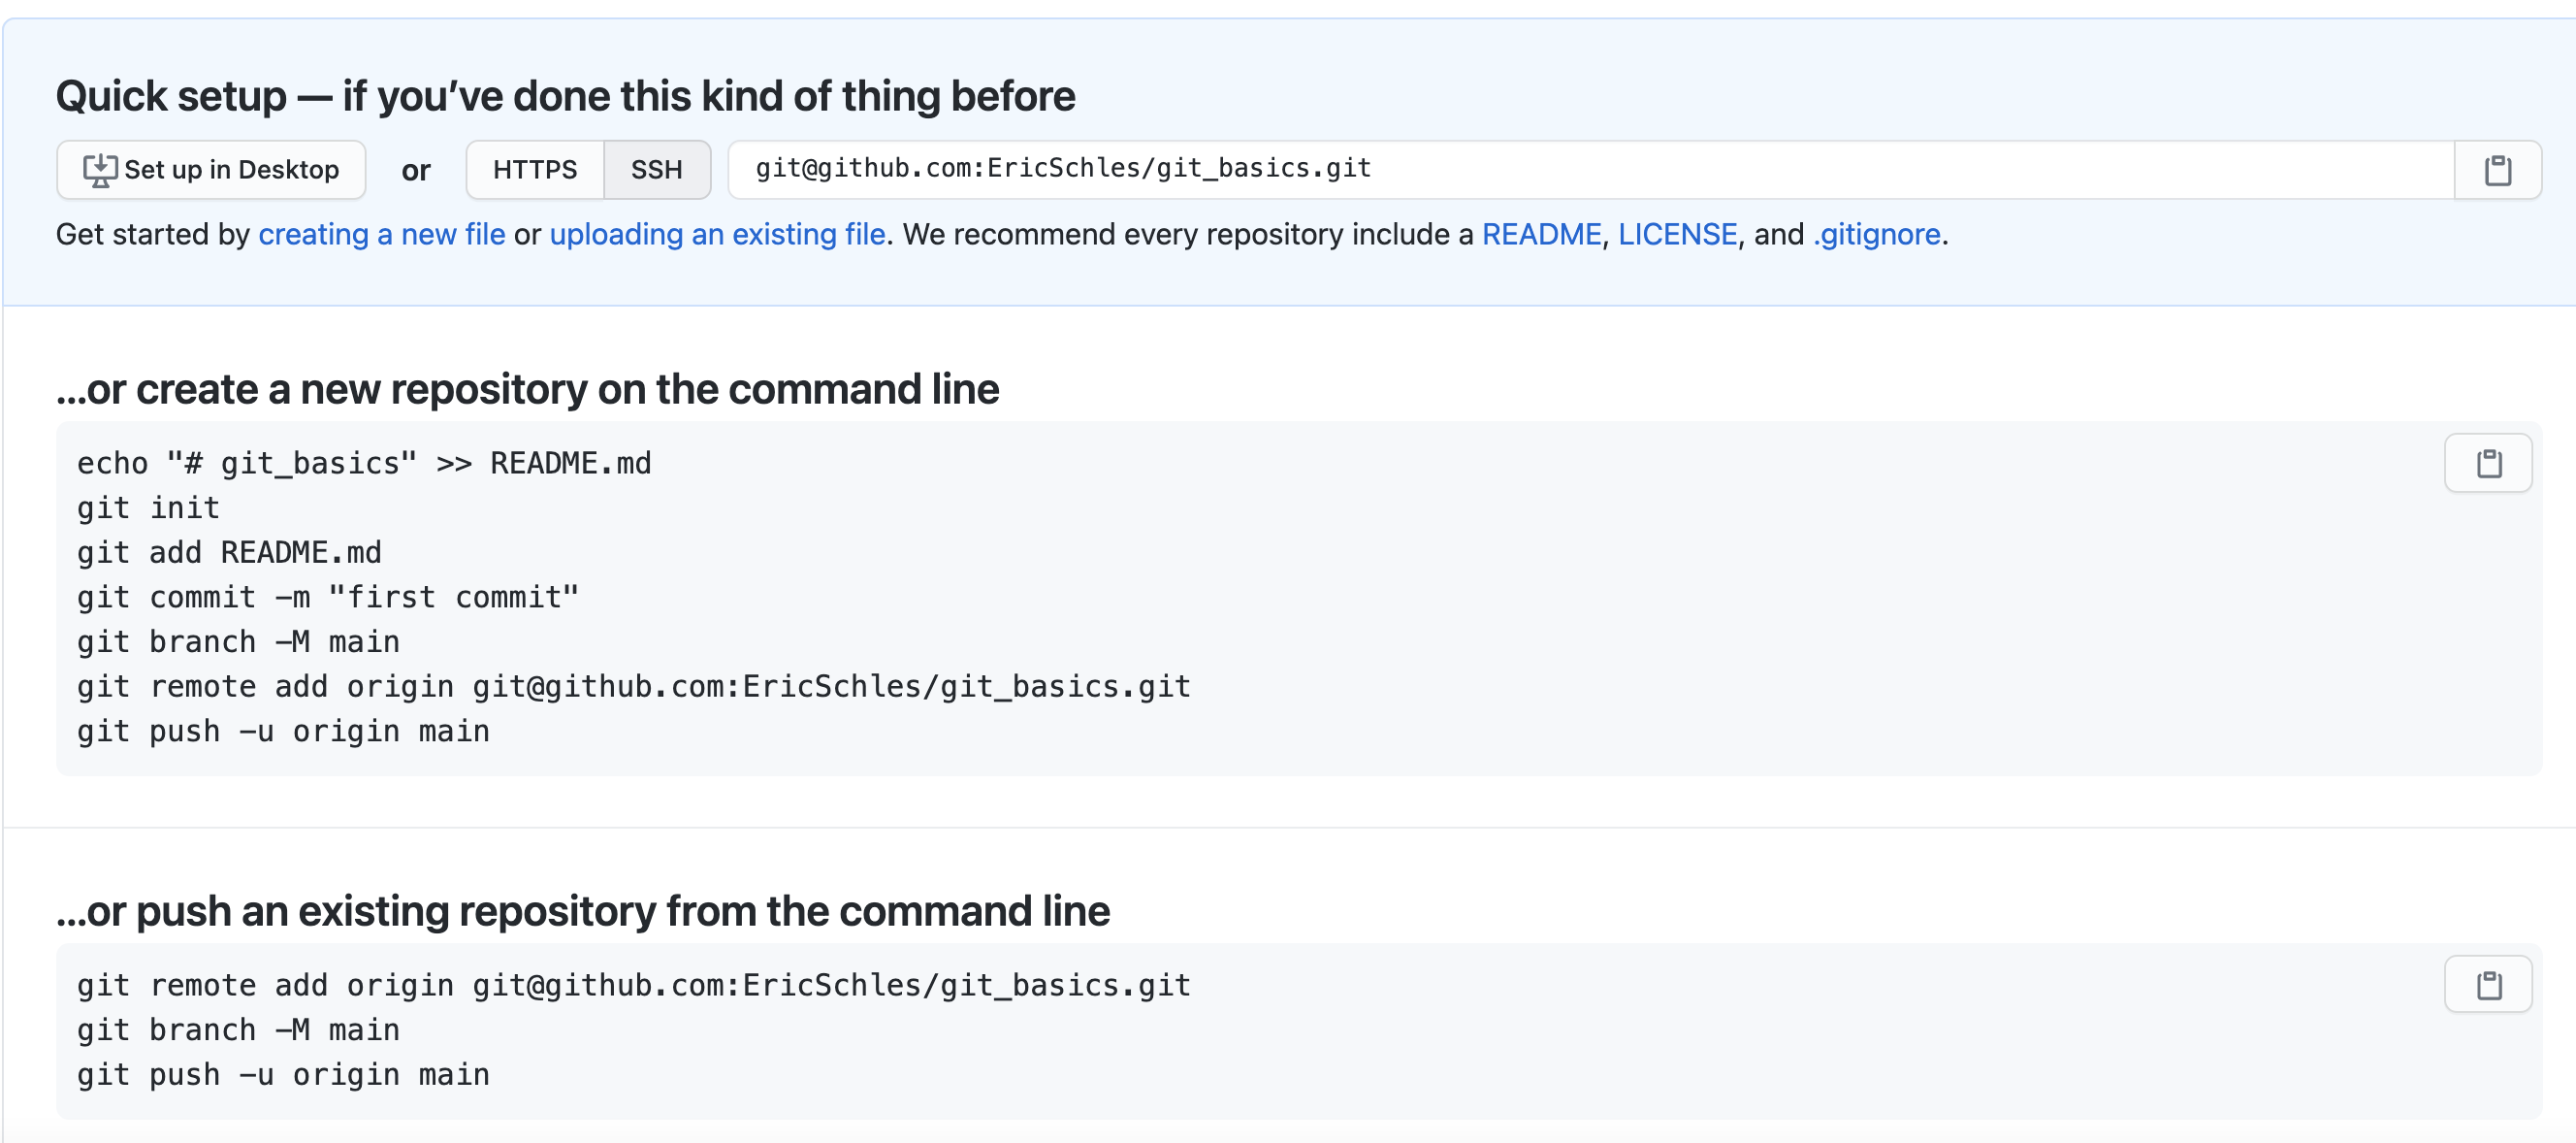 Quick setup — if you’ve done this kind of thing before
Set up in Desktop or HTTPS SSH git@github.com:EricSchles/git_basics.git
Get started by creating a new file or uploading an existing file. We recommend every repository include a README, LICENSE, and .gitignore.
…or create a new repository on the command line
echo "# git_basics" >> README.md
git init
git add README.md
git commit -m "first commit"
git branch -M main
git remote add origin git@github.com:EricSchles/git_basics.git
git push -u origin main
…or push an existing repository from the command line
git remote add origin git@github.com:EricSchles/git_basics.git
git branch -M main
git push -u origin main